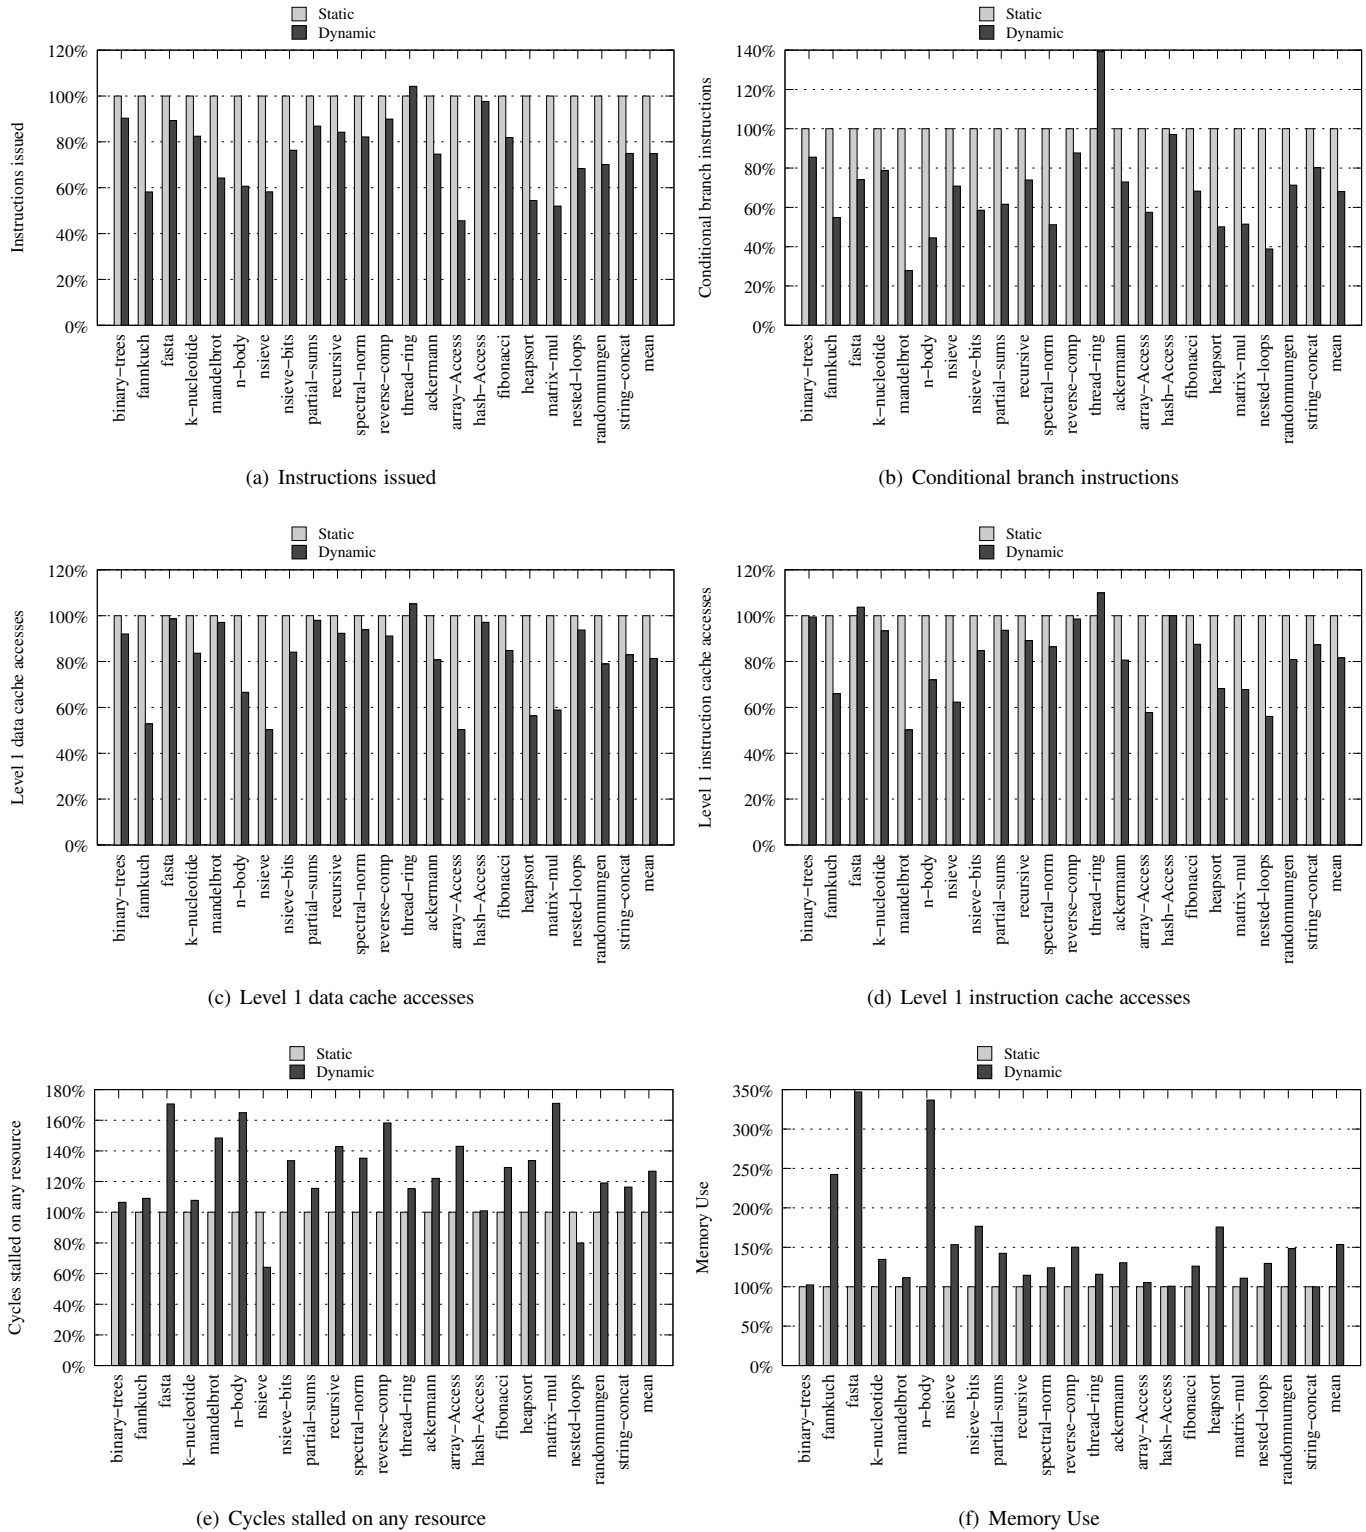 Static
Dynamic
120%
100%
80%
60%
40%
20%
0%
Instructions issued
binary−trees
fannkuch
fasta
k−nucleotide
mandelbrot
n−body
nsieve
nsieve−bits
partial−sums
recursive
spectral−norm
reverse−comp
thread−ring
ackermann
array−Access
hash−Access
fibonacci
heapsort
matrix−mul
nested−loops
randomnumgen
string−concat
mean
(a) Instructions issued
Static
Dynamic
140%
120%
100%
80%
60%
40%
20%
0%
Conditional branch instructions
binary−trees
fannkuch
fasta
k−nucleotide
mandelbrot
n−body
nsieve
nsieve−bits
partial−sums
recursive
spectral−norm
reverse−comp
thread−ring
ackermann
array−Access
hash−Access
fibonacci
heapsort
matrix−mul
nested−loops
randomnumgen
string−concat
mean
(b) Conditional branch instructions
Static
Dynamic
120%
100%
80%
60%
40%
20%
0%
Level 1 data cache accesses
binary−trees
fannkuch
fasta
k−nucleotide
mandelbrot
n−body
nsieve
nsieve−bits
partial−sums
recursive
spectral−norm
reverse−comp
thread−ring
ackermann
array−Access
hash−Access
fibonacci
heapsort
matrix−mul
nested−loops
randomnumgen
string−concat
mean
(c) Level 1 data cache accesses
Static
Dynamic
120%
100%
80%
60%
40%
20%
0%
Level 1 instruction cache accesses
binary−trees
fannkuch
fasta
k−nucleotide
mandelbrot
n−body
nsieve
nsieve−bits
partial−sums
recursive
spectral−norm
reverse−comp
thread−ring
ackermann
array−Access
hash−Access
fibonacci
heapsort
matrix−mul
nested−loops
randomnumgen
string−concat
mean
(d) Level 1 instruction cache accesses
Static
Dynamic
180%
160%
140%
120%
100%
80%
60%
40%
20%
0%
Cycles stalled on any resource
binary−trees
fannkuch
fasta
k−nucleotide
mandelbrot
n−body
nsieve
nsieve−bits
partial−sums
recursive
spectral−norm
reverse−comp
thread−ring
ackermann
array−Access
hash−Access
fibonacci
heapsort
matrix−mul
nested−loops
randomnumgen
string−concat
mean
(e) Cycles stalled on any resource
Static
Dynamic
350%
300%
250%
200%
150%
100%
50%
0%
Memory Use
binary−trees
fannkuch
fasta
k−nucleotide
mandelbrot
n−body
nsieve
nsieve−bits
partial−sums
recursive
spectral−norm
reverse−comp
thread−ring
ackermann
array−Access
hash−Access
fibonacci
heapsort
matrix−mul
nested−loops
randomnumgen
string−concat
mean
(f) Memory Use